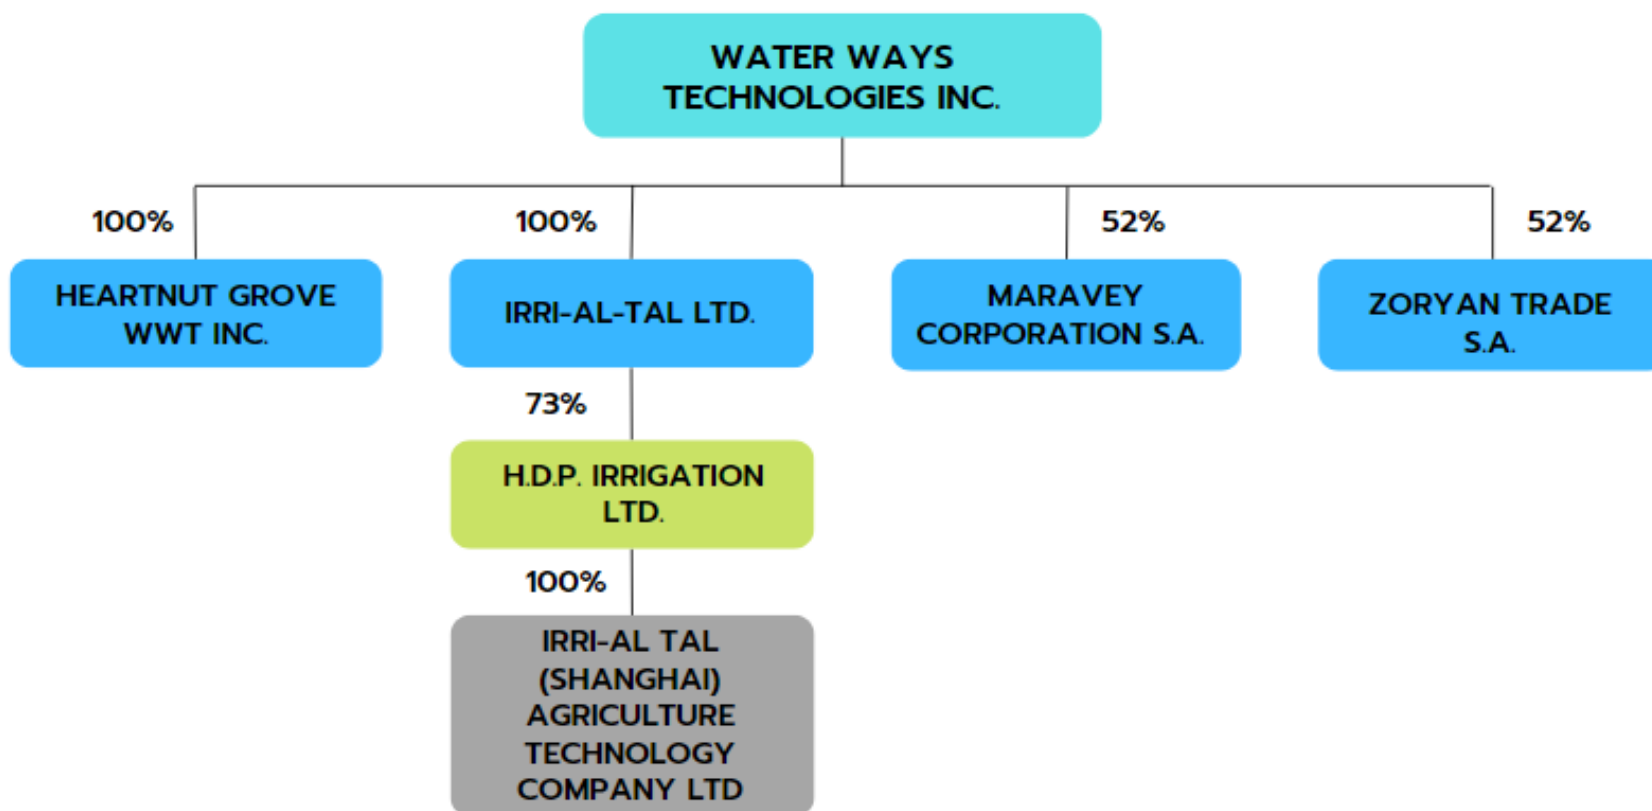 WATER WAYS
TECHNOLOGIES INC.
100%
100%
52%
52%
HEARTNUT GROVE
WWT INC.
IRRI-AL-TAL LTD.
MARAVEY
CORPORATION S.A.
ZORYAN TRADE
S.A.
73%
H.D.P. IRRIGATION
LTD.
100%
IRRI-AL TAL
(SHANGHAI)
AGRICULTURE
TECHNOLOGY
COMPANY LTD